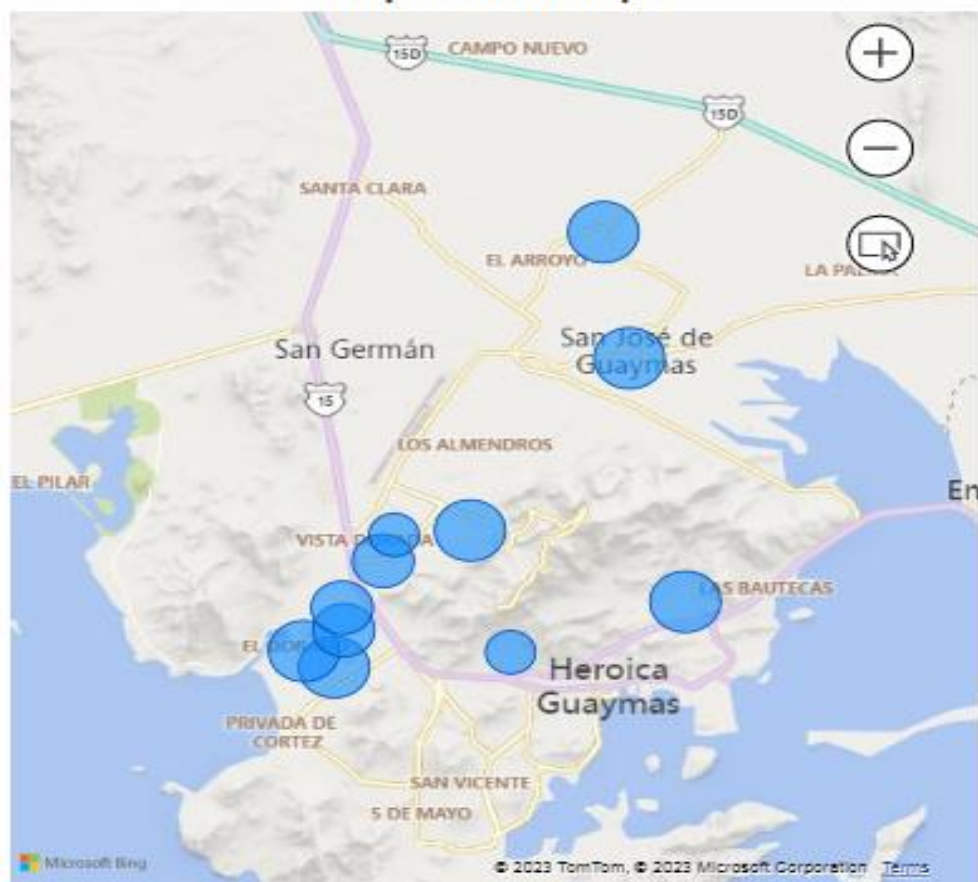 15D
CAMPO NUEVO
15D
SANTA CLARA
EL ARROYO
San José de
Guaymas
San Germán
15
LOS ALMENDROS
EL PILAR
En
VISTA
LAS BAUTECAS
Heroica
Guaymas
PRIVADA DE
CORTEZ
SAN VICENTE
5 DE MAYO
Microsoft Bing
© 2023 TomTom, © 2023 Microsoft Corporation Terms